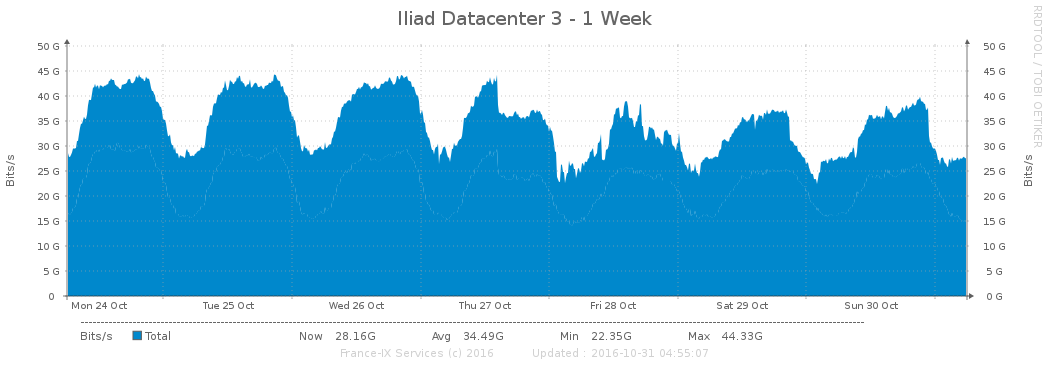 Iliad Datacenter 3 - 1 Week
RRDTOOL / TOBI OETIKER
Bits/s
50 G
45 G
40 G
35 G
30 G
25 G
20 G
15 G
10 G
5 G
0
50 G
45 G
40 G
35 G
30 G
25 G
20 G
15 G
10 G
5 G
0 G
Bits/s
Mon 24 Oct Tue 25 Oct Wed 26 Oct Thu 27 Oct Fri 28 Oct Sat 29 Oct Sun 30 Oct
Bits/s Total Now 28.16G Avg 34.49G Min 22.35G Max 44.33G
France-IX Services (c) 2016 Updated : 2016-10-31 04:55:07